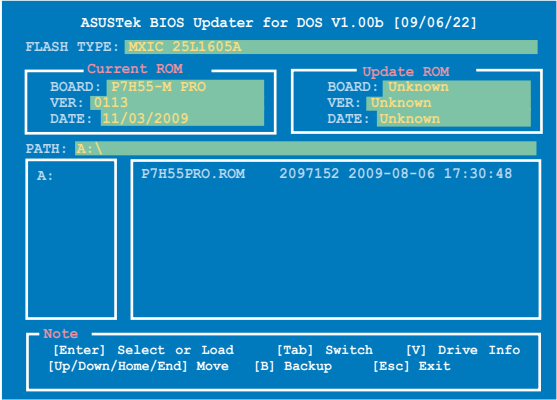 ASUSTek BIOS Updater for DOS V1.00b [09/06/22]
FLASH TYPE: MXIC 25L1605A
Current ROM
BOARD: P7H55-M PRO
VER: 0113
DATE: 11/03/2009
Update ROM
BOARD: Unknown
VER: Unknown
DATE: Unknown
PATH: A:\
A:
P7H55PRO.ROM 2097152 2009-08-06 17:30:48
Note
[Enter] Select or Load [Tab] Switch [V] Drive Info
[Up/Down/Home/End] Move [B] Backup [Esc] Exit